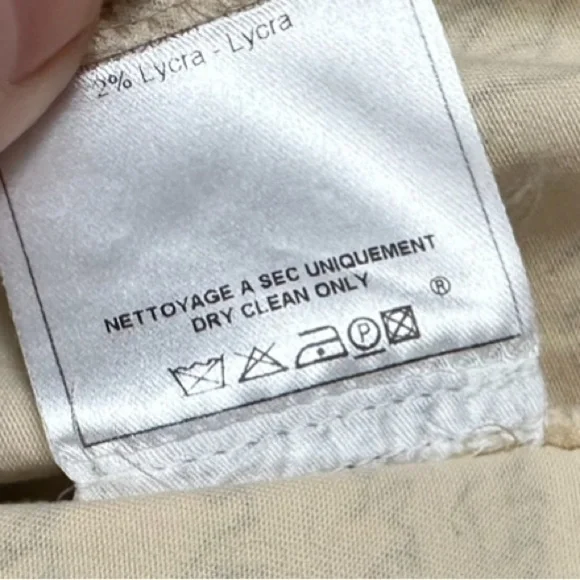 2% Lycra - Lycra
NETTOYAGE A SEC UNIQUEMENT
DRY CLEAN ONLY
®
P